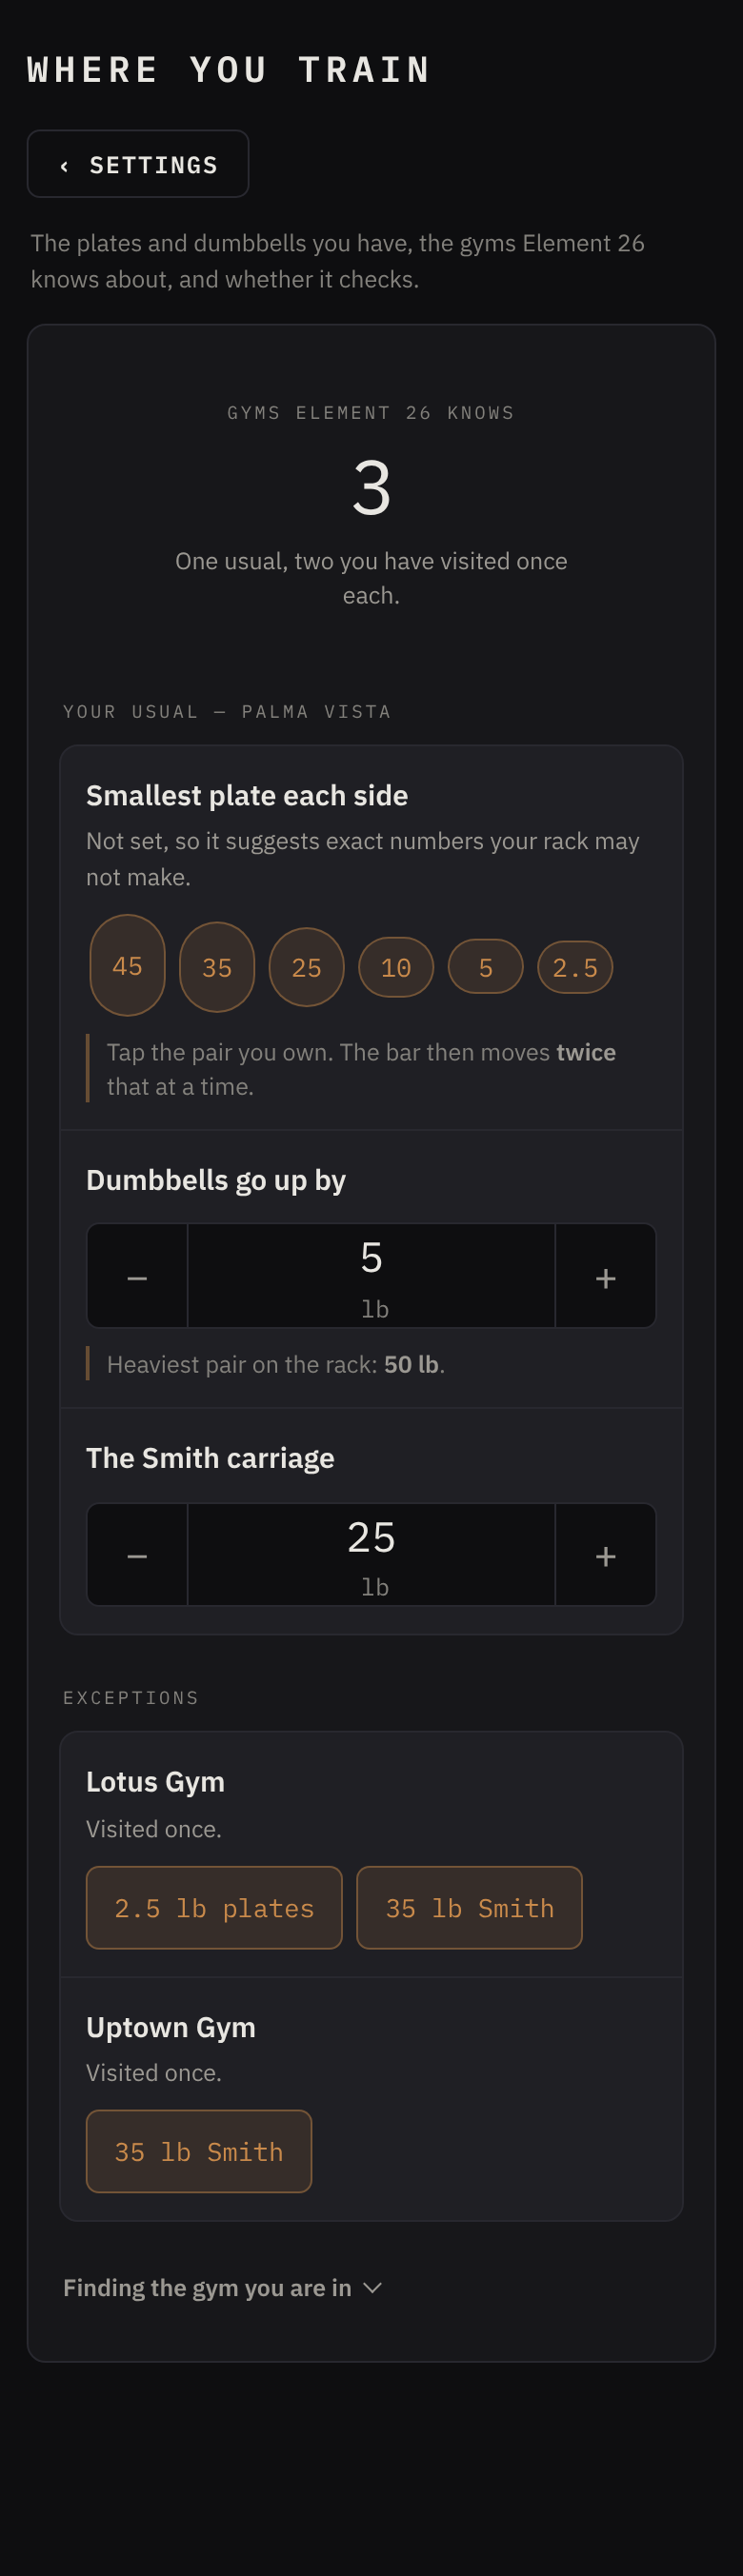 WHERE YOU TRAIN
‹ SETTINGS
The plates and dumbbells you have, the gyms Element 26
knows about, and whether it checks.
GYMS ELEMENT 26 KNOWS
3
One usual, two you have visited once
each.
YOUR USUAL — PALMA VISTA
Smallest plate each side
Not set, so it suggests exact numbers your rack may
not make.
45 35 25 10 5 2.5
Tap the pair you own. The bar then moves twice
that at a time.
Dumbbells go up by
− 5 +
lb
Heaviest pair on the rack: 50 lb.
The Smith carriage
− 25 +
lb
EXCEPTIONS
Lotus Gym
Visited once.
2.5 lb plates 35 lb Smith
Uptown Gym
Visited once.
35 lb Smith
Finding the gym you are in